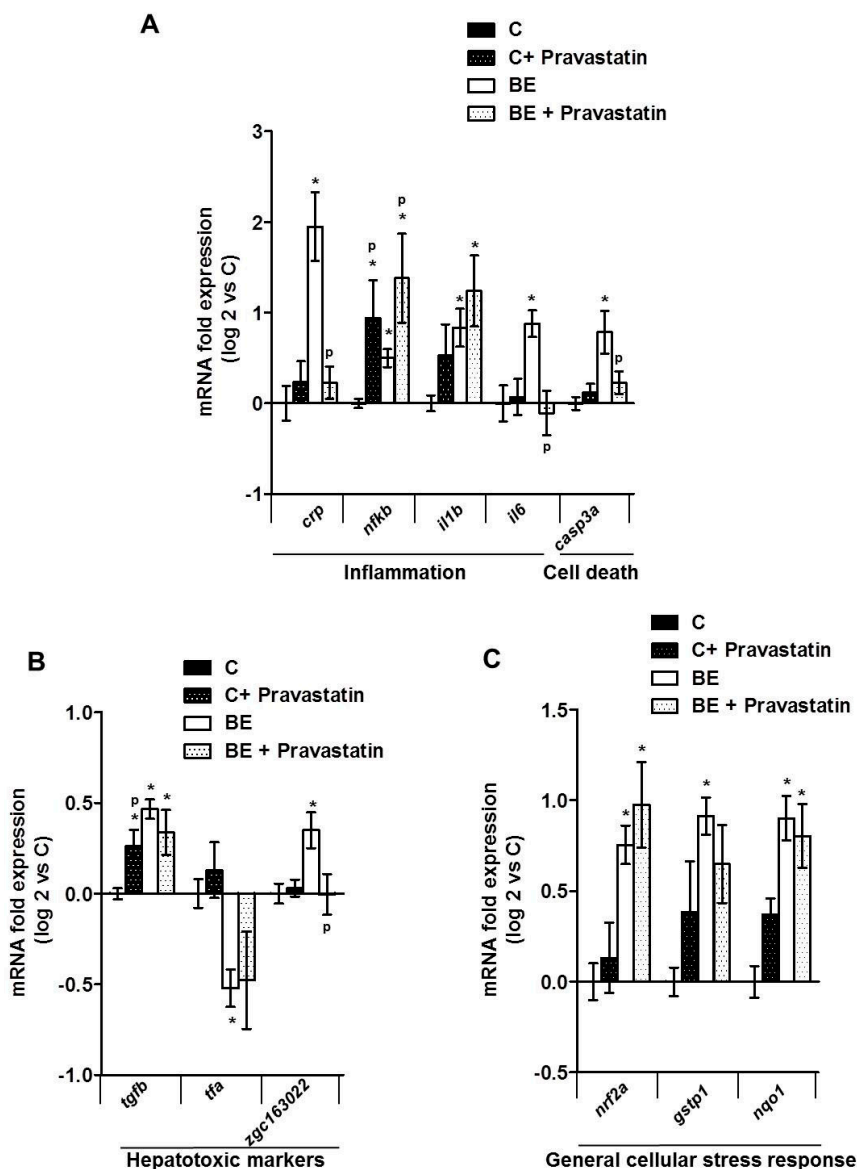 A
C
C+ Pravastatin
BE
BE + Pravastatin
mRNA fold expression
(log 2 vs C)
3
2
1
0
-1
*
p
p
*
*
p
*
*
*
*
p
*
p
crp
nfkb
il1b
il6
casp3a
Inflammation
Cell death
B
C
C+ Pravastatin
BE
BE + Pravastatin
mRNA fold expression
(log 2 vs C)
1.0
0.5
0.0
-0.5
-1.0
p
*
*
*
*
*
p
tgfb
tfa
zgc163022
Hepatotoxic markers
C
C
C+ Pravastatin
BE
BE + Pravastatin
mRNA fold expression
(log 2 vs C)
1.5
1.0
0.5
0.0
-0.5
*
*
*
*
*
nrf2a
gstp1
nqo1
General cellular stress response